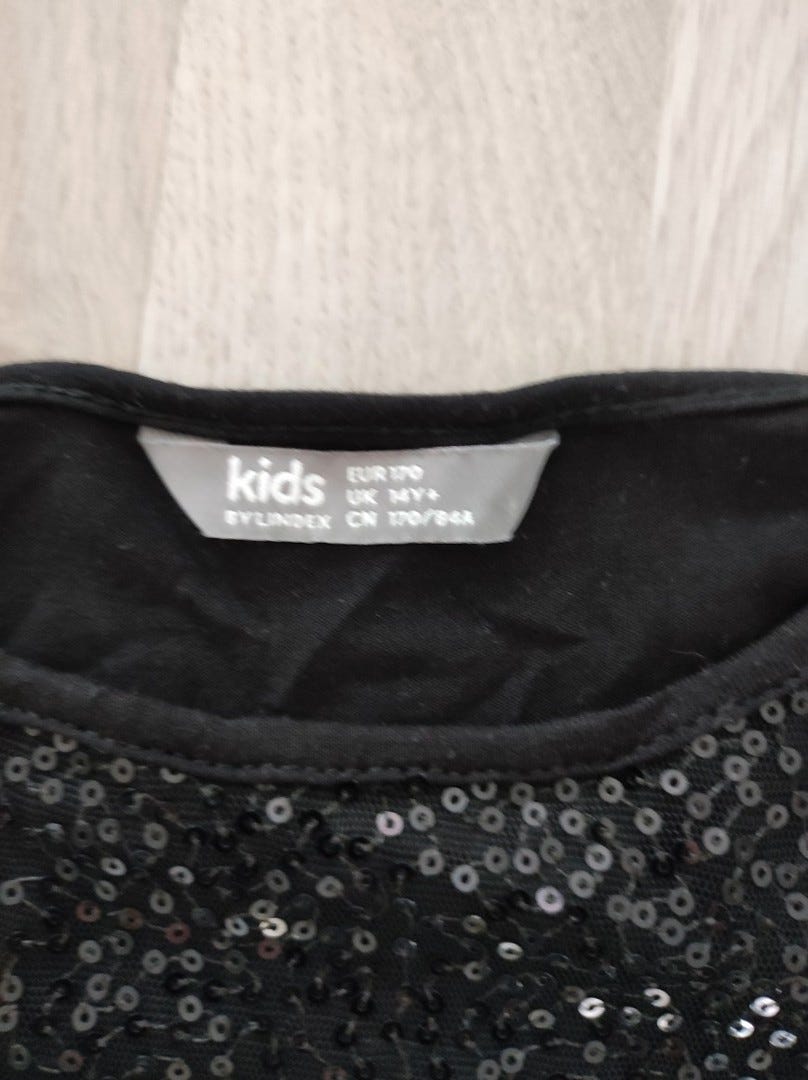 kids
BY LINDEX
EUR 170
UK 14Y+
CN 170/84A